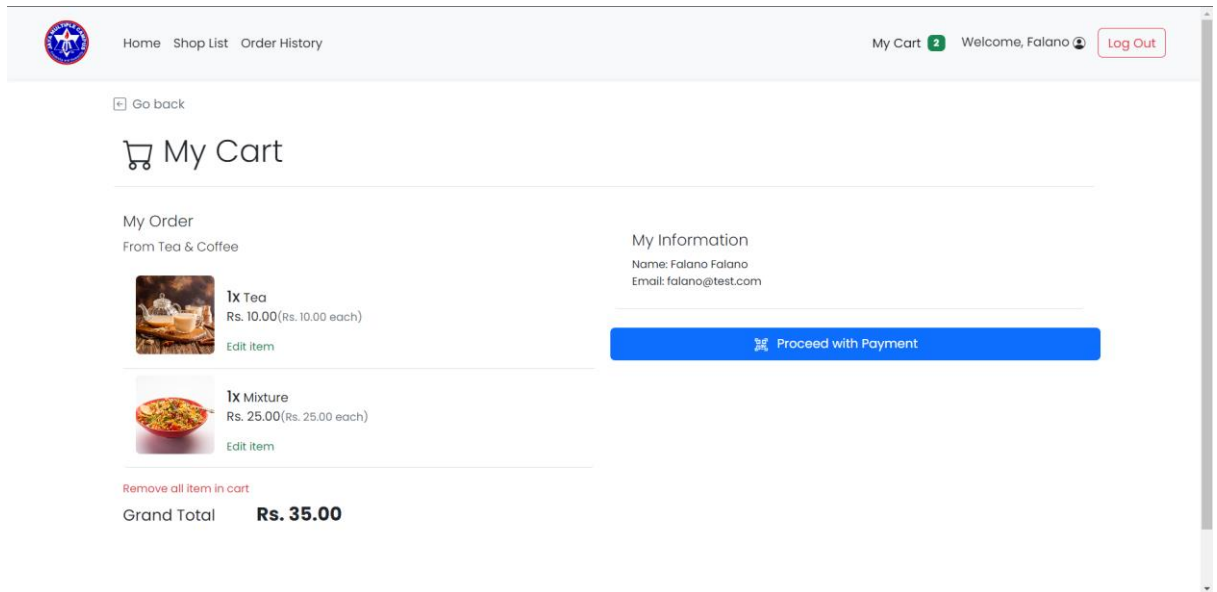 Home Shop List Order History
My Cart 2 Welcome, Falano Log Out
Go back
My Cart
My Order
From Tea & Coffee
1x Tea
Rs. 10.00(Rs. 10.00 each)
Edit item
1x Mixture
Rs. 25.00(Rs. 25.00 each)
Edit item
Remove all item in cart
Grand Total Rs. 35.00
My Information
Name: Falano Falano
Email: falano@test.com
Proceed with Payment